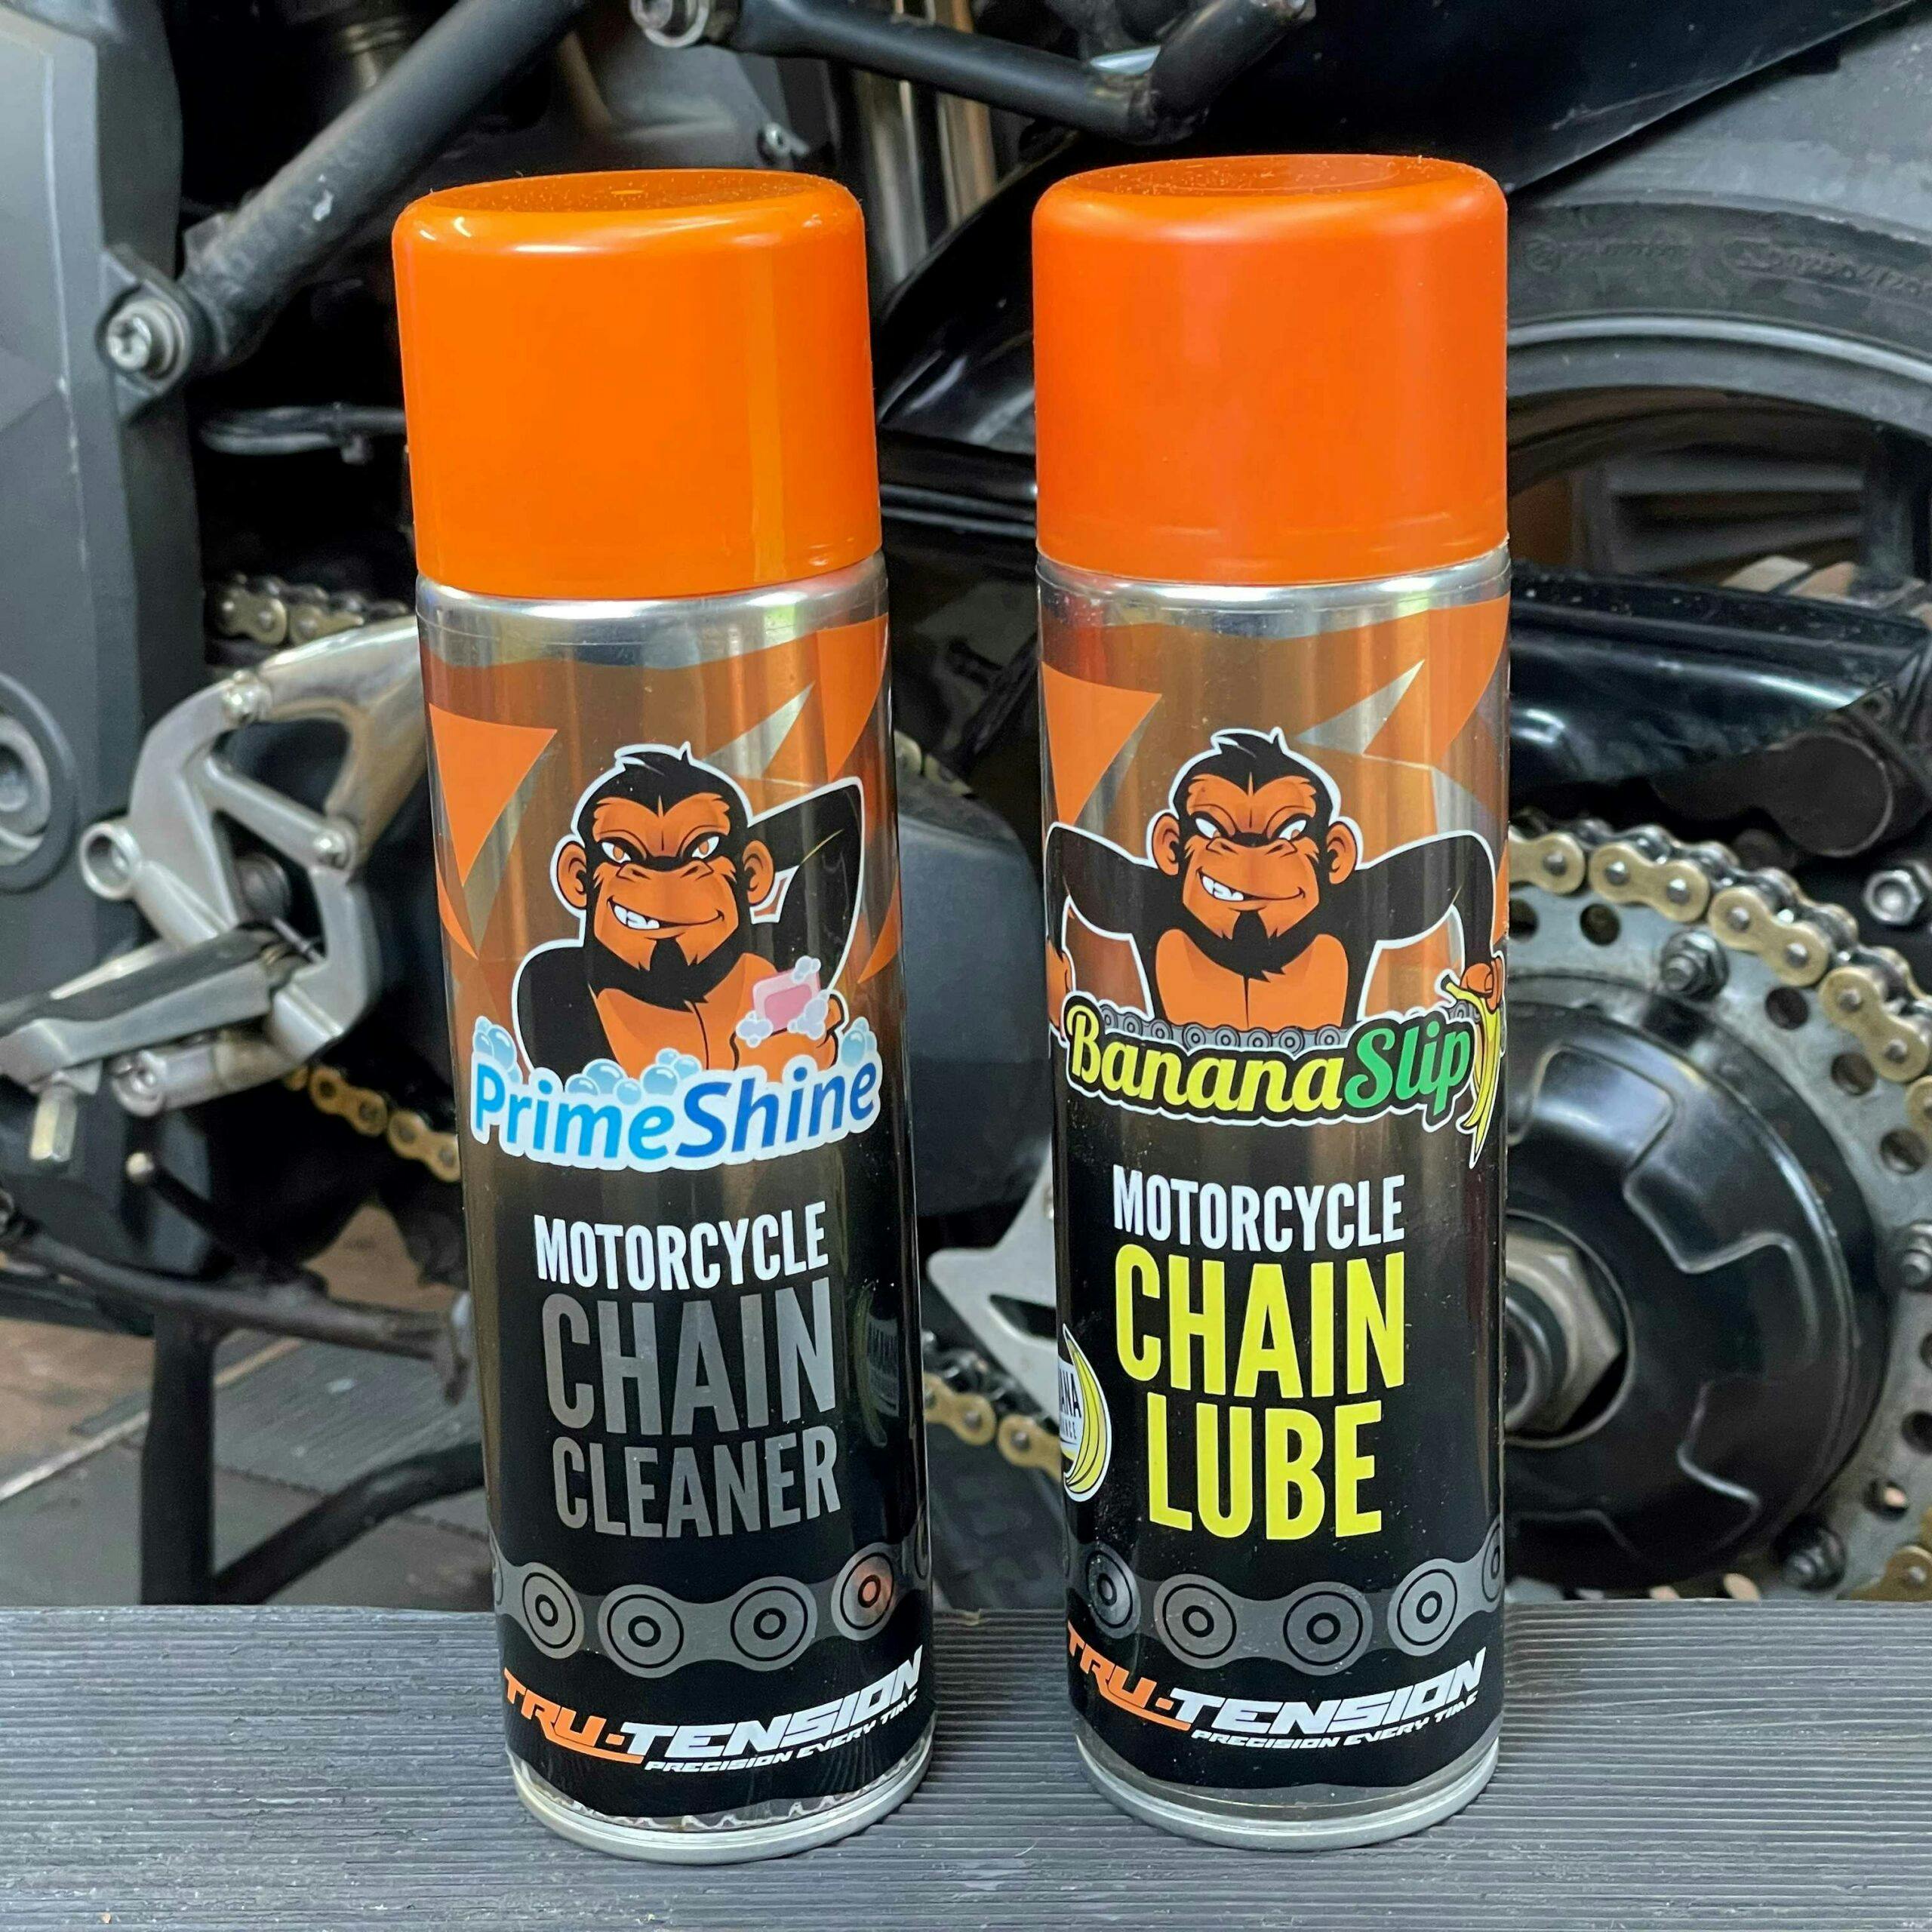 PrimeShine
MOTORCYCLE
CHAIN
CLEANER
TRU-TENSION
PRECISION EVERY TIME
BananaSlip
MOTORCYCLE
CHAIN
LUBE
TRU-TENSION
PRECISION EVERY TIME